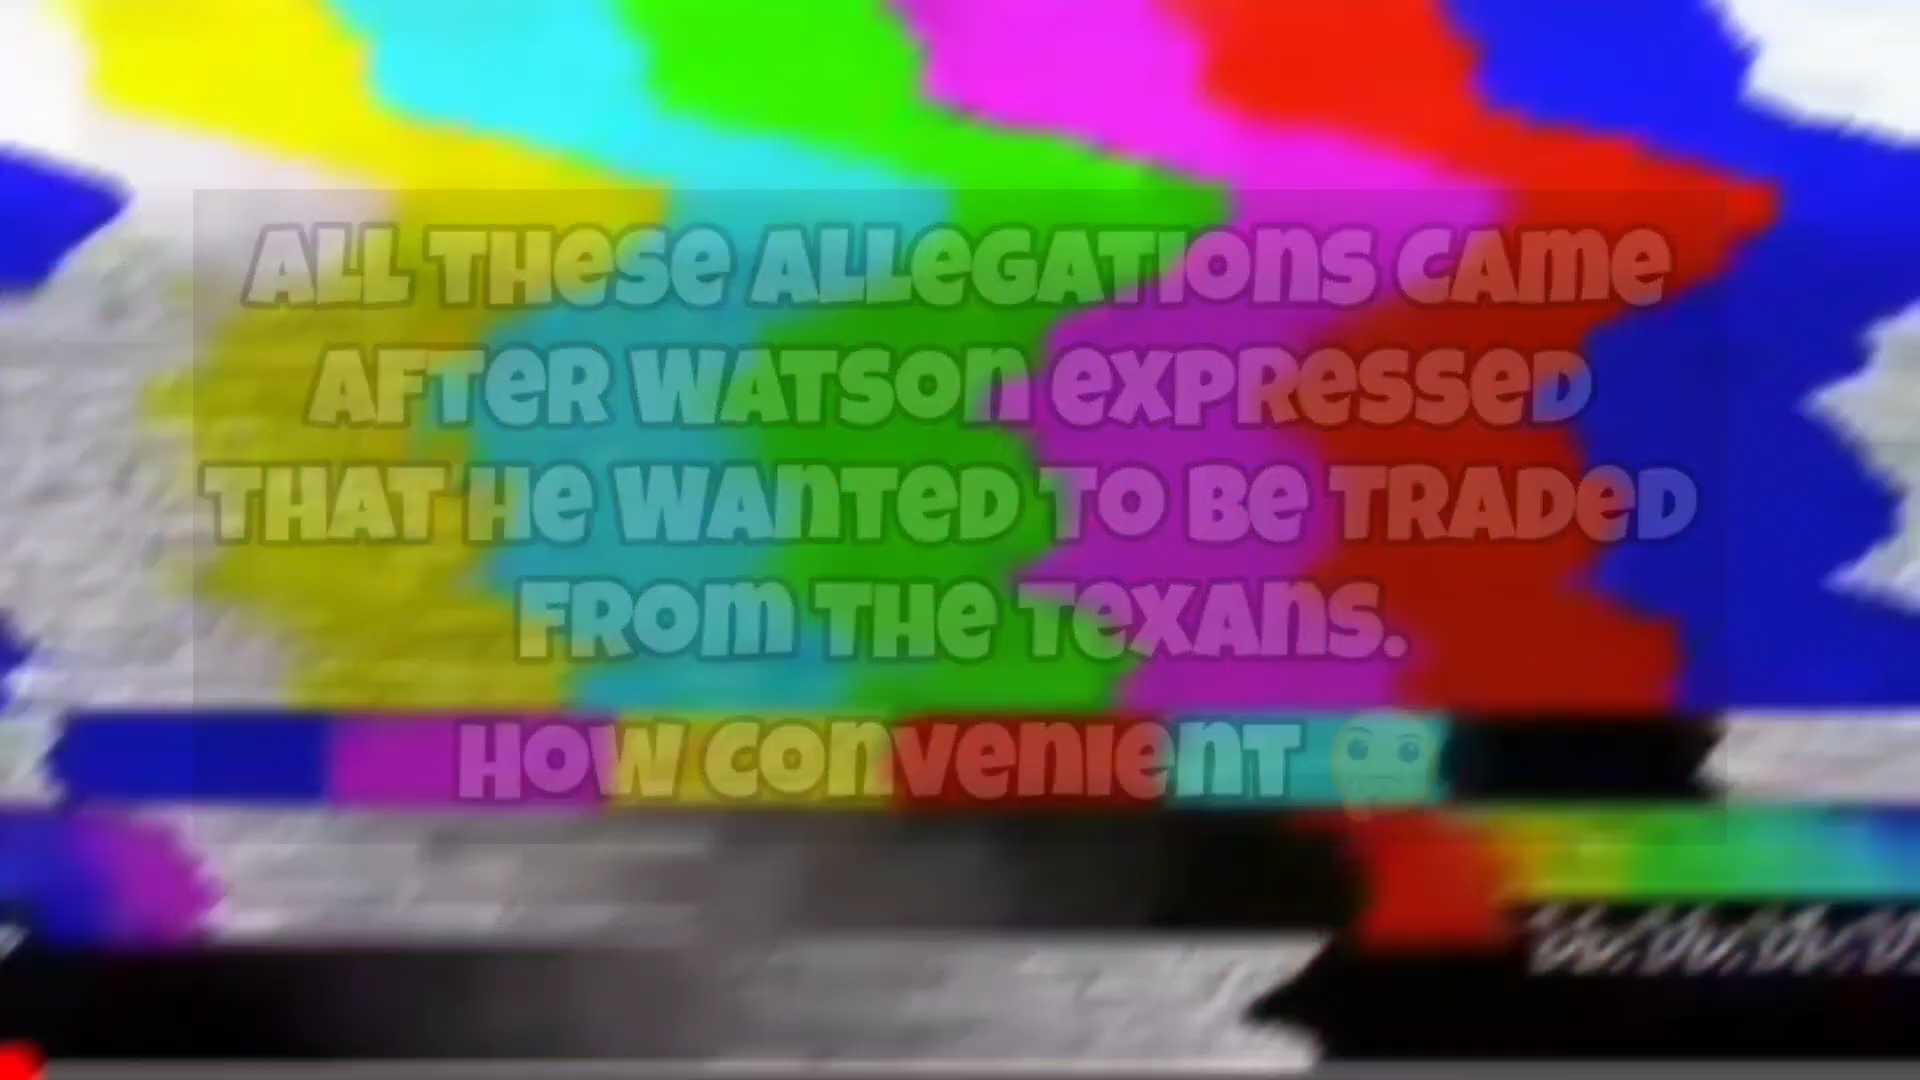 ALL THESE ALLEGATIONS CAME
AFTER WATSON EXPRESSED
THAT HE WANTED TO BE TRADED
FROM THE TEXANS.
HOW CONVENIENT 🤔